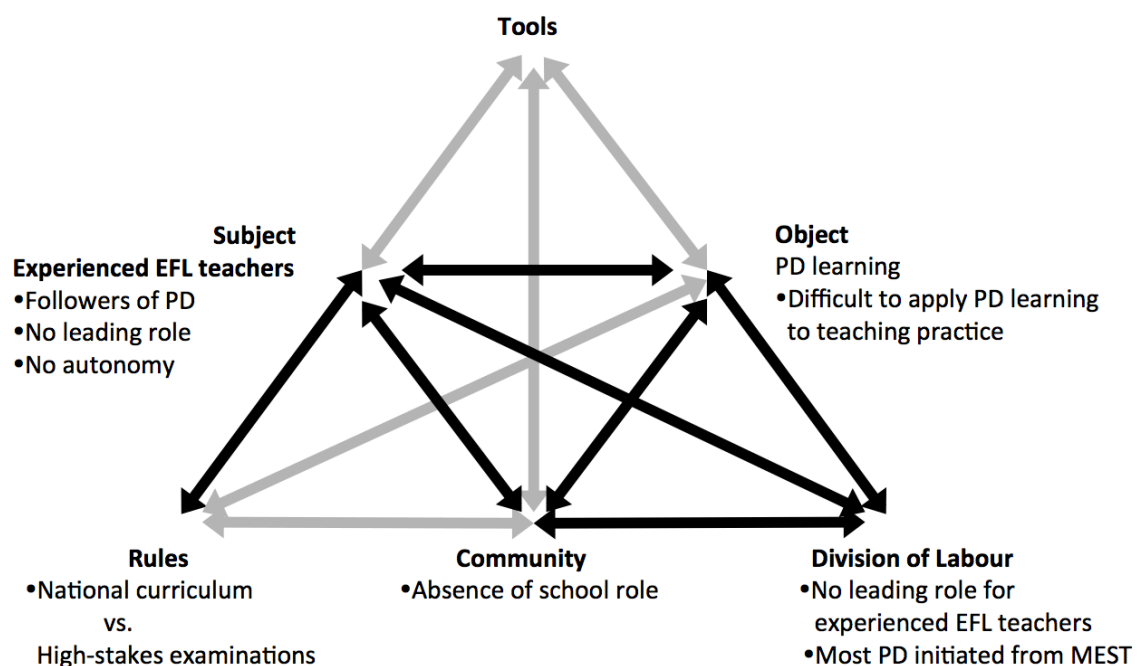 Tools
Subject
Experienced EFL teachers
•Followers of PD
•No leading role
•No autonomy
Object
PD learning
•Difficult to apply PD learning
to teaching practice
Rules
•National curriculum
vs.
High-stakes examinations
Community
•Absence of school role
Division of Labour
•No leading role for
experienced EFL teachers
•Most PD initiated from MEST